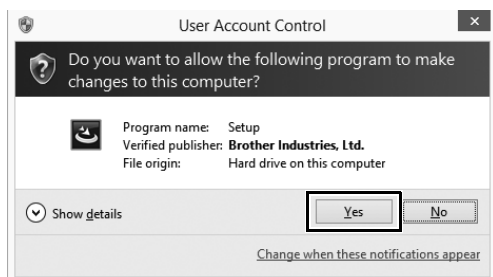 User Account Control
Do you want to allow the following program to make
changes to this computer?
Program name: Setup
Verified publisher: Brother Industries, Ltd.
File origin: Hard drive on this computer
Show details
Yes
No
Change when these notifications appear